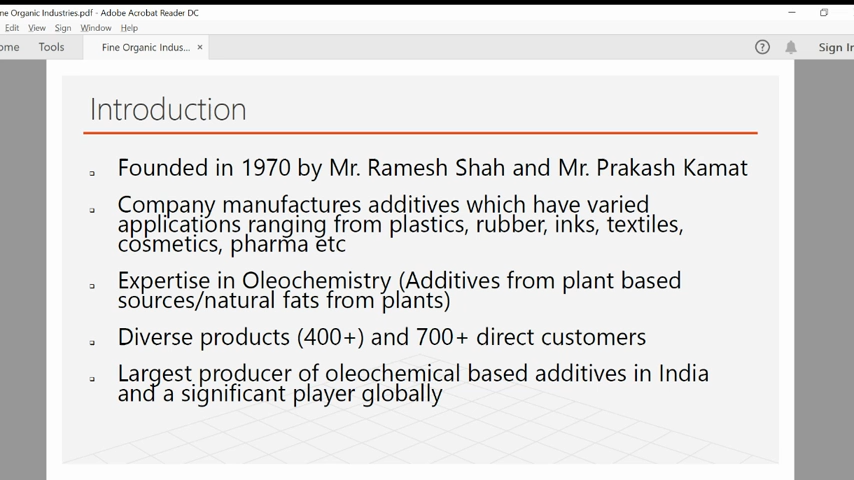 ne Organic Industries.pdf - Adobe Acrobat Reader DC
Edit View Sign Window Help
ome Tools Fine Organic Indus... × ? Sign In
Introduction
Founded in 1970 by Mr. Ramesh Shah and Mr. Prakash Kamat
Company manufactures additives which have varied
applications ranging from plastics, rubber, inks, textiles,
cosmetics, pharma etc
Expertise in Oleochemistry (Additives from plant based
sources/natural fats from plants)
Diverse products (400+) and 700+ direct customers
Largest producer of oleochemical based additives in India
and a significant player globally